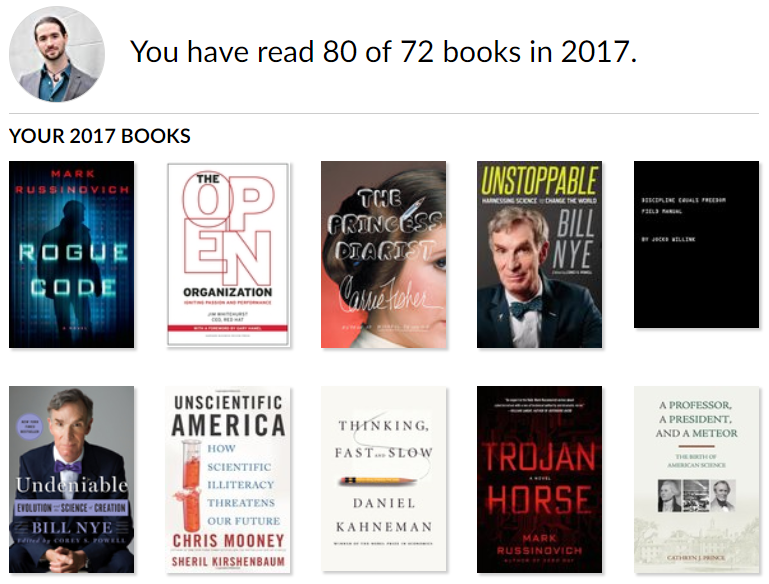 You have read 80 of 72 books in 2017.
YOUR 2017 BOOKS
MARK
RUSSINOVICH
ROGUE
CODE
A NOVEL
THE
OPEN
ORGANIZATION
IGNITING PASSION AND PERFORMANCE
JIM WHITEHURST
CEO, RED HAT
WITH A FOREWORD BY GARY HAMEL
THE
PRINCESS
DIARIST
Carrie Fisher
UNSTOPPABLE
HARNESSING SCIENCE TO CHANGE THE WORLD
BILL
NYE
DISCIPLINE EQUALS FREEDOM
FIELD MANUAL
BY JOCKO WILLINK
NEW YORK
TIMES
BESTSELLER
Undeniable
EVOLUTION AND THE SCIENCE OF CREATION
BILL NYE
Edited by COREY S. POWELL
UNSCIENTIFIC
AMERICA
HOW
SCIENTIFIC
ILLITERACY
THREATENS
OUR FUTURE
CHRIS MOONEY
SHERIL KIRSHENBAUM
THINKING,
FAST AND SLOW
DANIEL
KAHNEMAN
WINNER OF THE NOBEL PRIZE IN ECONOMICS
TROJAN
A NOVEL
HORSE
MARK
RUSSINOVICH
AUTHOR OF ZERO DAY
A PROFESSOR,
A PRESIDENT,
AND A METEOR
THE BIRTH OF
AMERICAN SCIENCE
CATHRYN J. PRINCE